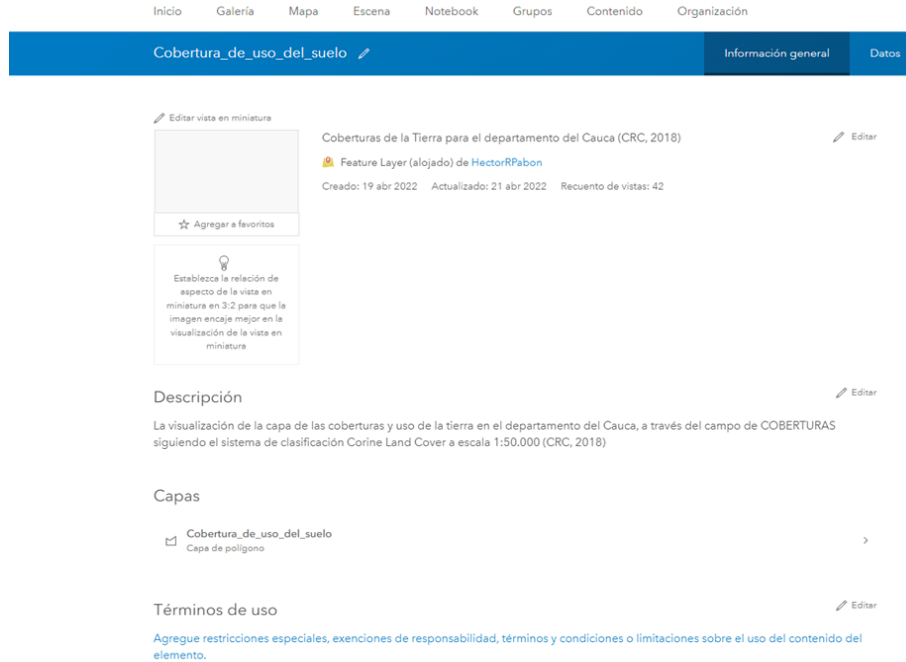 Inicio Galería Mapa Escena Notebook Grupos Contenido Organización
Cobertura_de_uso_del_suelo Información general Datos
Editar vista en miniatura
Coberturas de la Tierra para el departamento del Cauca (CRC, 2018) Editar
Feature Layer (alojado) de HectorRPabon
Creado: 19 abr 2022 Actualizado: 21 abr 2022 Recuento de vistas: 42
Agregar a favoritos
Establezca la relación de
aspecto de la vista en
miniatura en 3:2 para que la
imagen encaje mejor en la
visualización de la vista en
miniatura
Descripción Editar
La visualización de la capa de las coberturas y uso de la tierra en el departamento del Cauca, a través del campo de COBERTURAS
siguiendo el sistema de clasificación Corine Land Cover a escala 1:50.000 (CRC, 2018)
Capas
Cobertura_de_uso_del_suelo
Capa de polígono
Términos de uso Editar
Agregue restricciones especiales, exenciones de responsabilidad, términos y condiciones o limitaciones sobre el uso del contenido del
elemento.